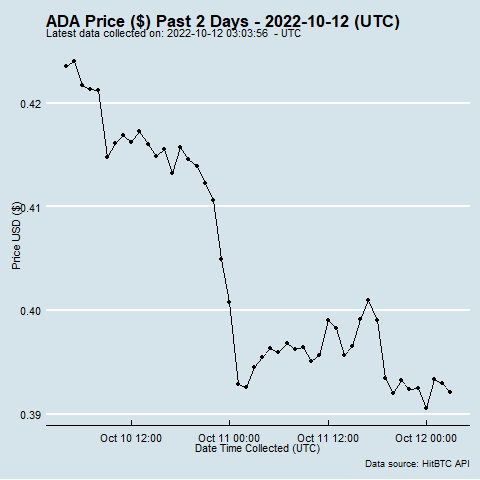 ADA Price ($) Past 2 Days - 2022-10-12 (UTC)
Latest data collected on: 2022-10-12 03:03:56 - UTC
0.42
0.41
0.40
0.39
Price USD ($)
Oct 10 12:00 Oct 11 00:00 Oct 11 12:00 Oct 12 00:00
Date Time Collected (UTC)
Data source: HitBTC API